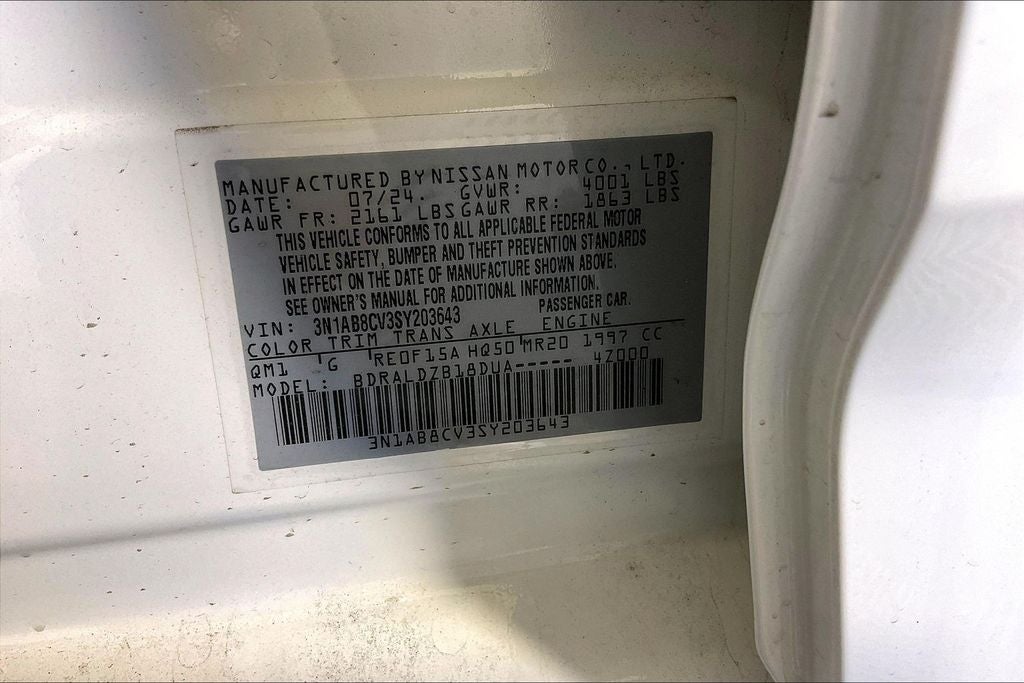 MANUFACTURED BY NISSAN MOTOR CO., LTD.
DATE: 07/24. GVWR: 4001 LBS
GAWR FR: 2161 LBS GAWR RR: 1863 LBS
THIS VEHICLE CONFORMS TO ALL APPLICABLE FEDERAL MOTOR
VEHICLE SAFETY, BUMPER AND THEFT PREVENTION STANDARDS
IN EFFECT ON THE DATE OF MANUFACTURE SHOWN ABOVE.
SEE OWNER'S MANUAL FOR ADDITIONAL INFORMATION.
VIN: 3N1AB8CV3SY203643 PASSENGER CAR.
COLOR TRIM TRANS AXLE ENGINE
QM1 G RE0F15A HQ50 MR20 1997 CC
MODEL: BDRALDZB18DUA----- 4Z000
3N1AB8CV3SY203643